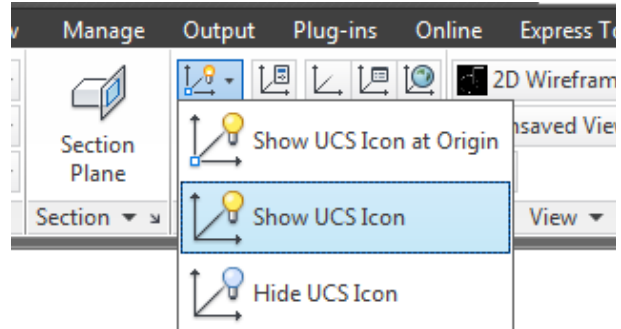 Manage Output Plug-ins Online Express
2D Wirefram
Section
Plane
Show UCS Icon at Origin
Show UCS Icon
Section
View
Hide UCS Icon